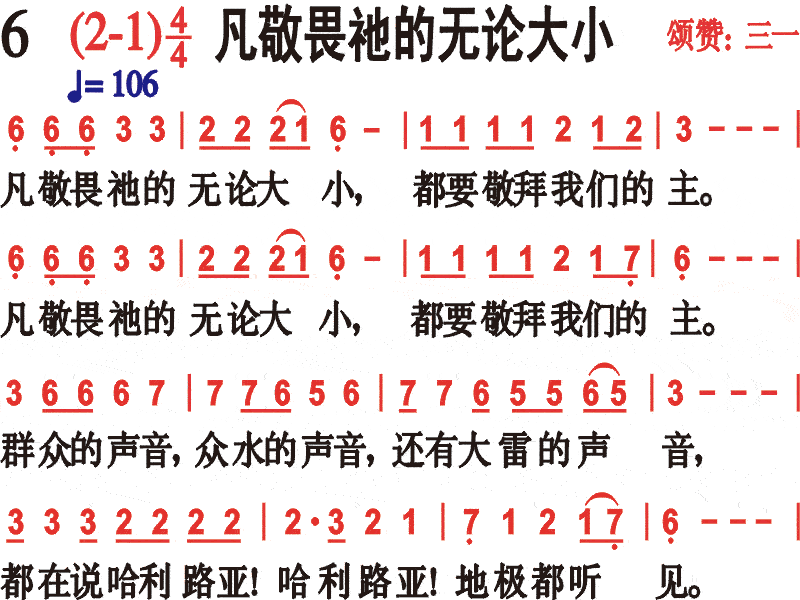 6 (2-1) 4/4 凡敬畏祂的无论大小 颂赞：三一
♩= 106
6 6 6 3 3 | 2 2 2 1 6 – | 1 1 1 1 2 1 2 | 3 – – – |
凡敬畏祂的 无论大 小， 都要敬拜我们的 主。
6 6 6 3 3 | 2 2 2 1 6 – | 1 1 1 1 2 1 7 | 6 – – – |
凡敬畏祂的 无论大 小， 都要敬拜我们的 主。
3 6 6 6 7 | 7 7 6 5 6 | 7 7 6 5 5 6 5 | 3 – – – |
群众的声音，众水的声音，还有大雷的声 音，
3 3 3 2 2 2 2 | 2 · 3 2 1 | 7 1 2 1 7 | 6 – – – |
都在说哈利路亚！哈利路亚！地极都听 见。